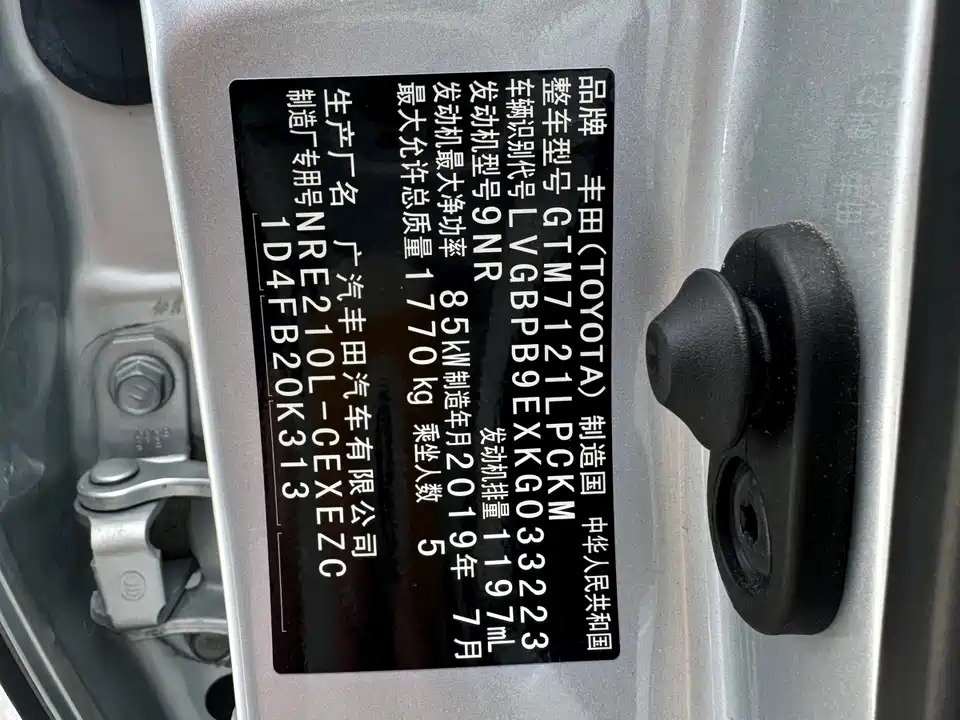 品牌 丰田(TOYOTA) 制造国 中华人民共和国
整车型号 GTM7121LPCKM
车辆识别代号 LVGBPB9EXKG033223
发动机型号 9NR 发动机排量 1197mL
发动机最大净功率 85kW 制造年月 2019年 7月
最大允许总质量 1770kg 乘坐人数 5
生产厂名 广汽丰田汽车有限公司
制造厂专用号 NRE210L-CEXEZC
1D4FB20K313